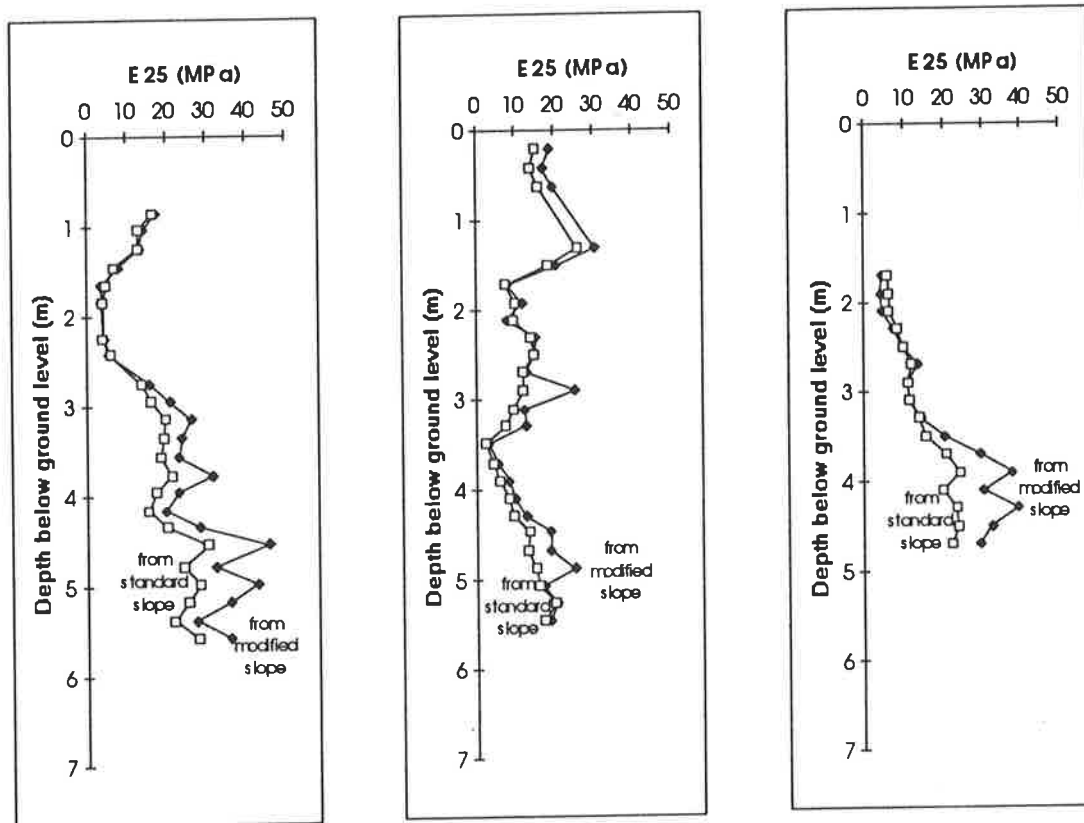 E 25 (MPa)
0 10 20 30 40 50
0
1
2
3
4
5
6
7
Depth below ground level (m)
from
standard
slope
from
modified
slope
E 25 (MPa)
0 10 20 30 40 50
0
1
2
3
4
5
6
7
Depth below ground level (m)
from
modified
slope
from
standard
slope
E 25 (MPa)
0 10 20 30 40 50
0
1
2
3
4
5
6
7
Depth below ground level (m)
from
modified
slope
from
standard
slope